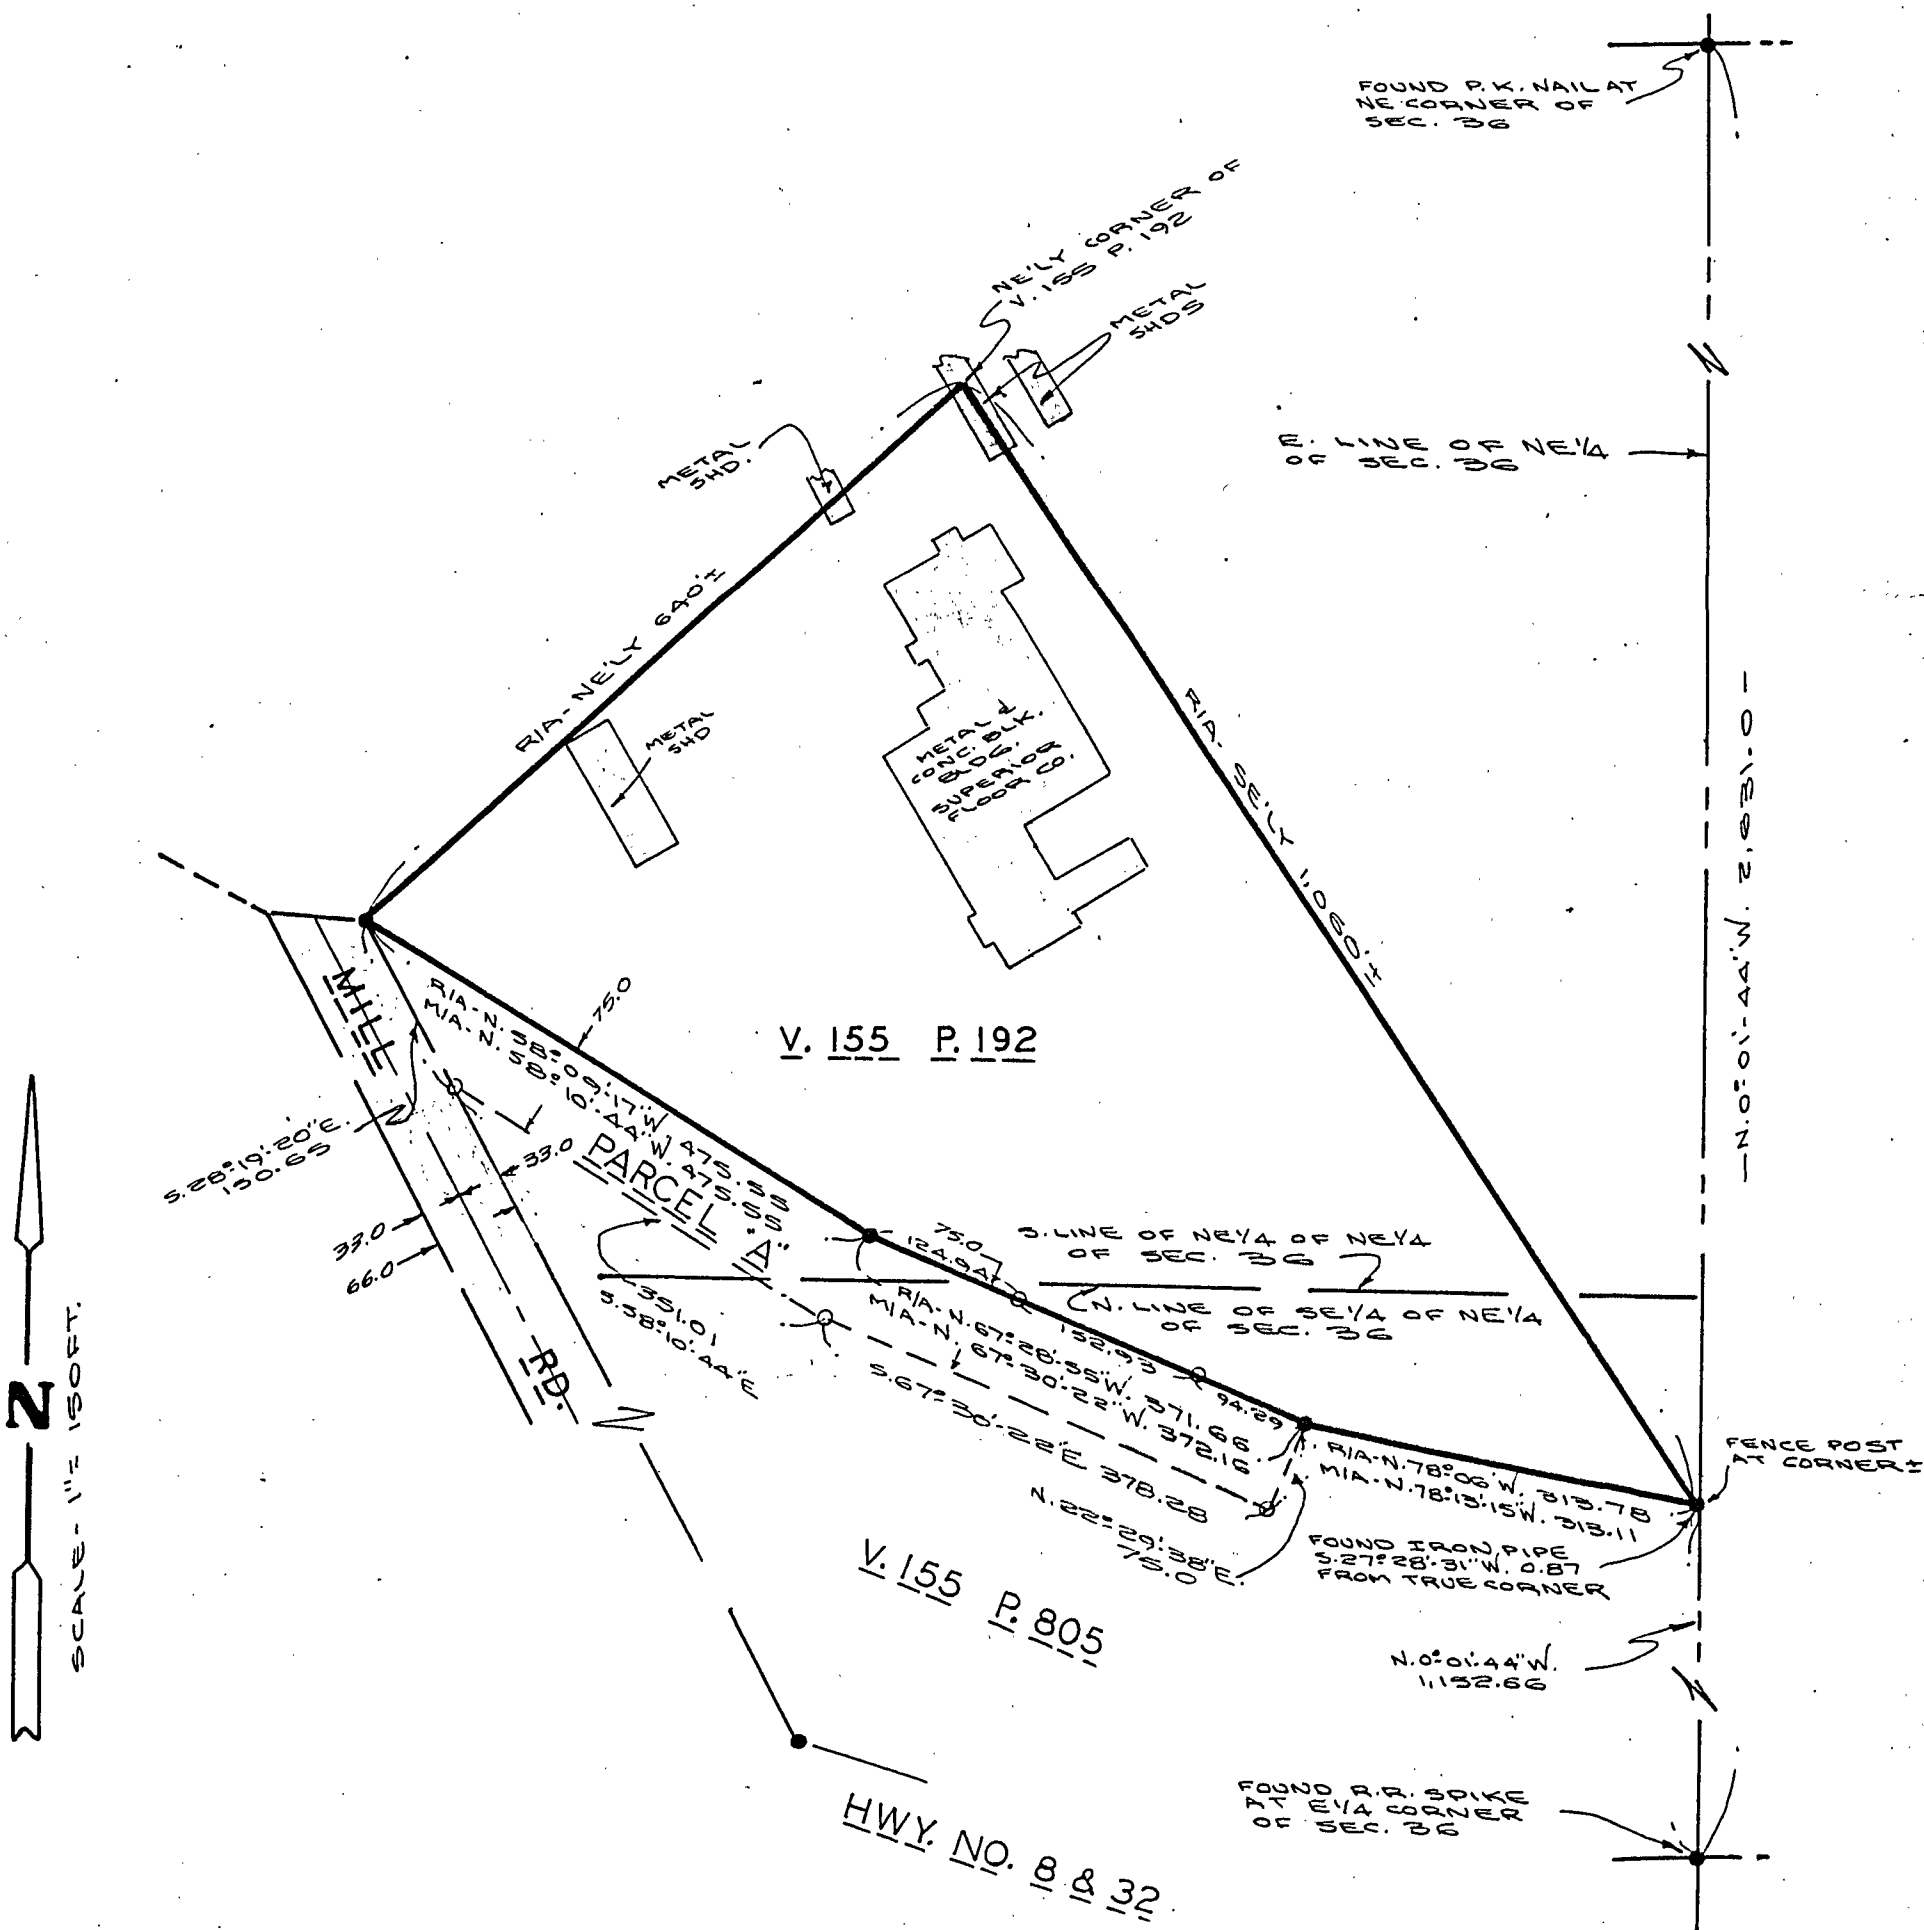 FOUND P.K. NAIL AT
NE CORNER OF
SEC. 36
NE'LY CORNER OF
V. 155 P. 192
METAL
SHDS
METAL
SHD.
E. LINE OF NE1/4
OF SEC. 36
R/A - NE'LY 640'±
METAL
SHD
METAL &
CONC. BLK.
BLDG.
SUPERIOR
FLOOR CO.
R/A - SE'LY 1,060'±
—N.0°-01'-44"W. 2,631.0—
MILL
R/A-N. 58°-09'-17"W. 475.55
M/A-N. 58°-10'-44"W. 475.55
75.0
V. 155 P. 192
S.28°-19'-20"E.
150.65
33.0
PARCEL "A"
33.0
66.0
351.01
S.58°-10'-44"E
75.0
124.94
S. LINE OF NE1/4 OF NE1/4
OF SEC. 36
N. LINE OF SE1/4 OF NE1/4
OF SEC. 36
R/A-N. 67°-28'-55"W. 371.66
M/A-N. 67°-30'-22"W. 372.16
152.93
94.29
S.67°-30'-22"E. 378.28
RD.
N
SCALE - 1"= 150FT.
R/A-N.78°-06'W. 313.78
M/A-N.78°-13'-15"W. 313.11
FENCE POST
AT CORNER±
N.22°-29'-38"E.
75.0
FOUND IRON PIPE
S.27°-28'-31"W. 0.87
FROM TRUE CORNER
V. 155 P. 805
N.0°-01'-44"W.
1,152.66
HWY. NO. 8 & 32
FOUND R.R. SPIKE
AT E1/4 CORNER
OF SEC. 36